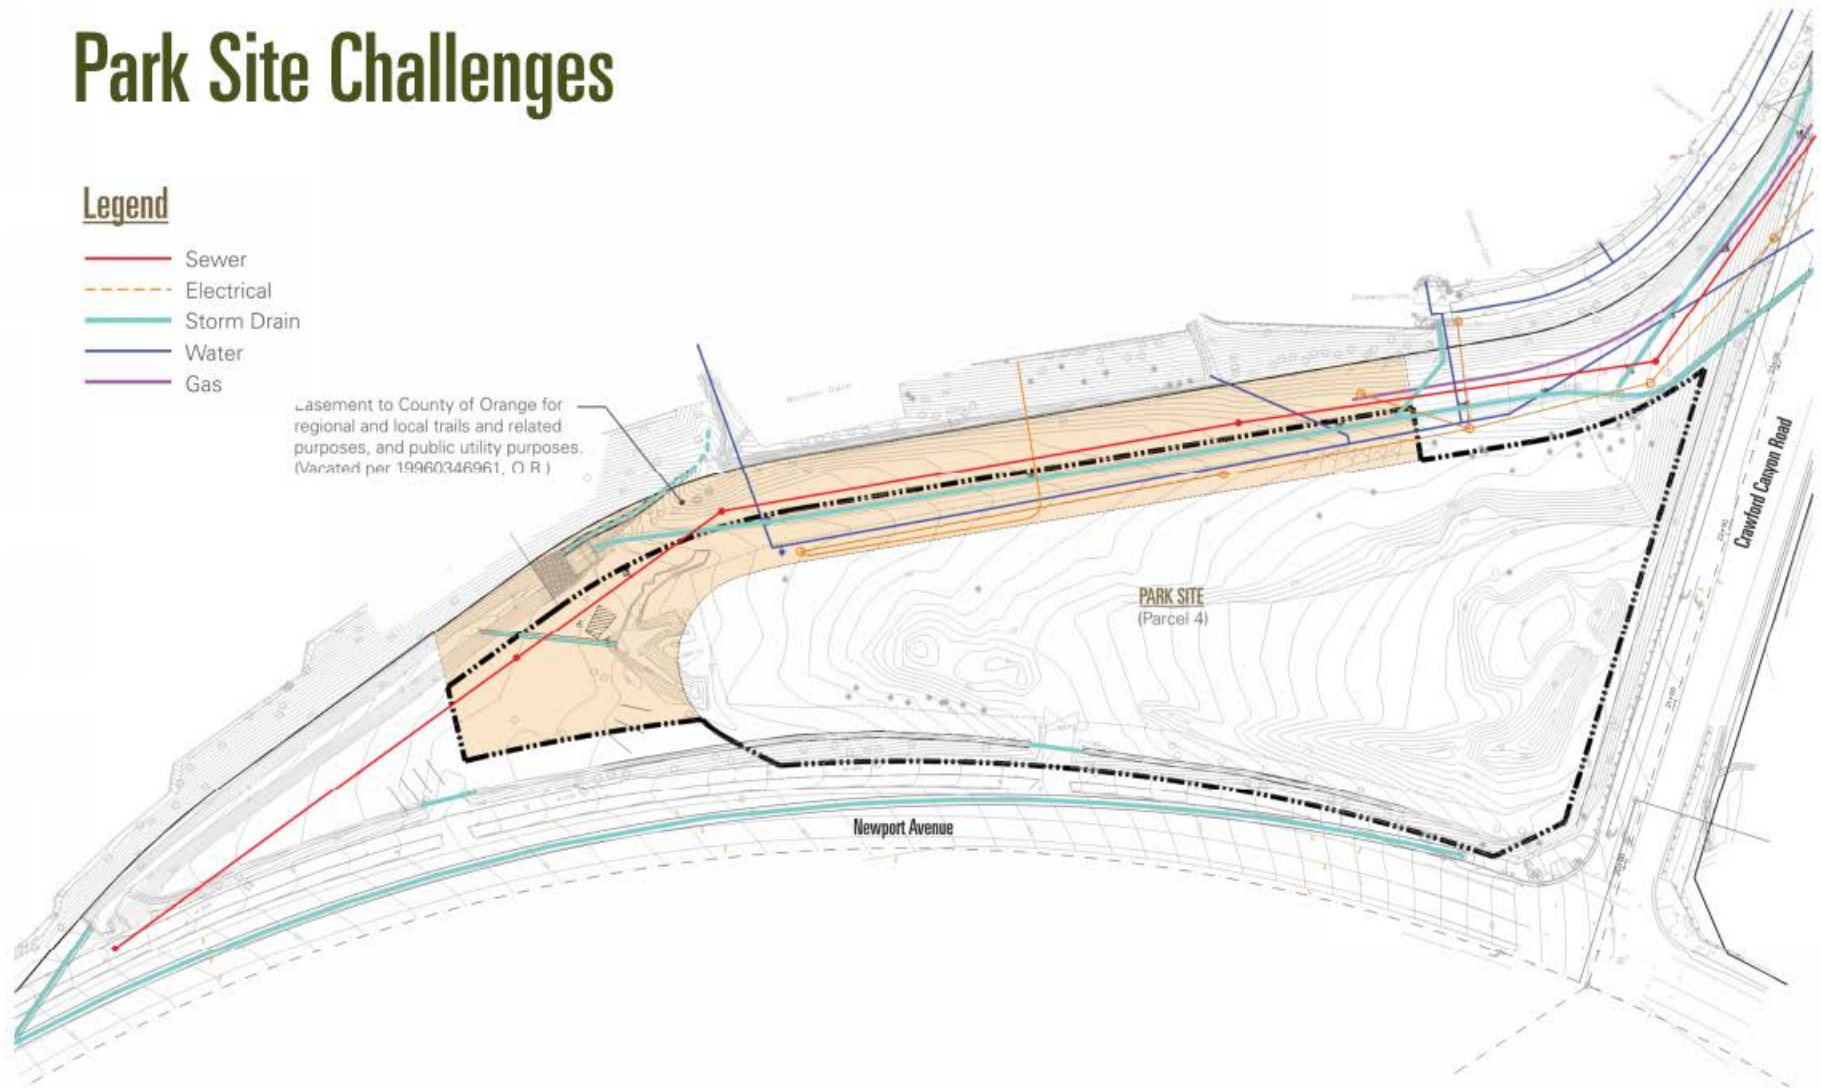 Park Site Challenges
Legend
Sewer
Electrical
Storm Drain
Water
Gas
Easement to County of Orange for
regional and local trails and related
purposes, and public utility purposes.
(Vacated per 19960346961, O.R.)
PARK SITE
(Parcel 4)
Crawford Canyon Road
Newport Avenue